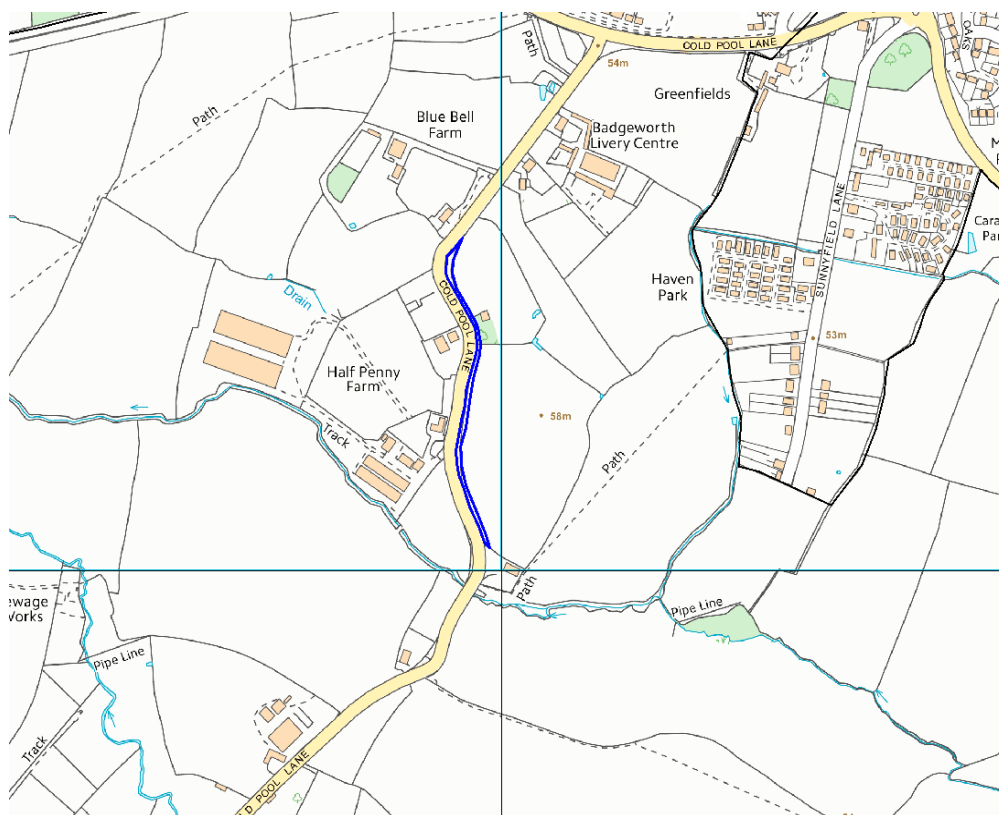 COLD POOL LANE
OAKS
Path
54m
Greenfields
Path
Blue Bell
Farm
Badgeworth
Livery Centre
SUNNYFIELD LANE
Cara
Par
Haven
Park
Drain
COLD POOL LANE
53m
Half Penny
Farm
58m
Track
Path
Path
ewage
Works
Pipe Line
Pipe Line
Track
D POOL LANE